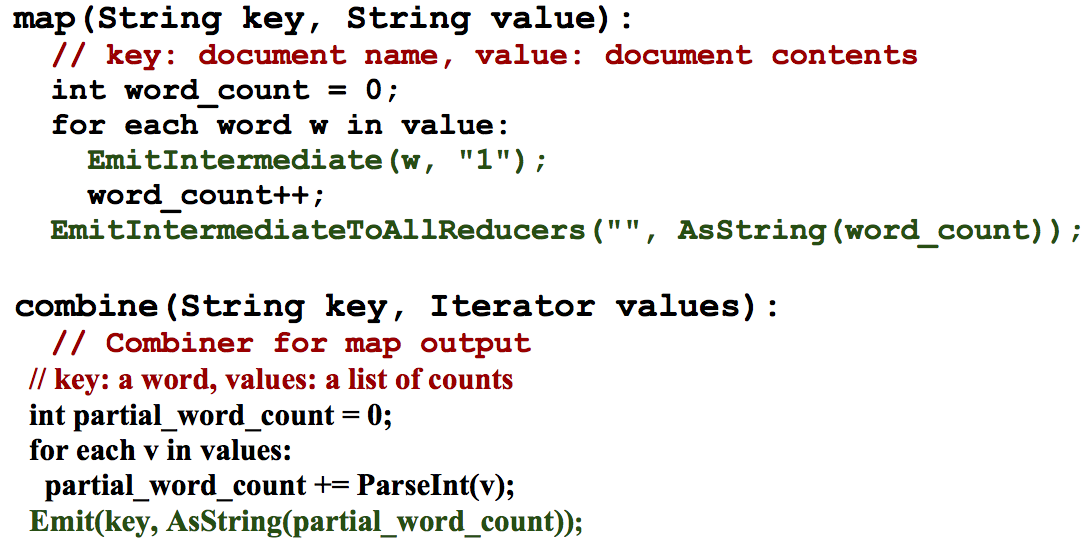 map(String key, String value):
// key: document name, value: document contents
int word_count = 0;
for each word w in value:
EmitIntermediate(w, "1");
word_count++;
EmitIntermediateToAllReducers("", AsString(word_count));
combine(String key, Iterator values):
// Combiner for map output
// key: a word, values: a list of counts
int partial_word_count = 0;
for each v in values:
partial_word_count += ParseInt(v);
Emit(key, AsString(partial_word_count));